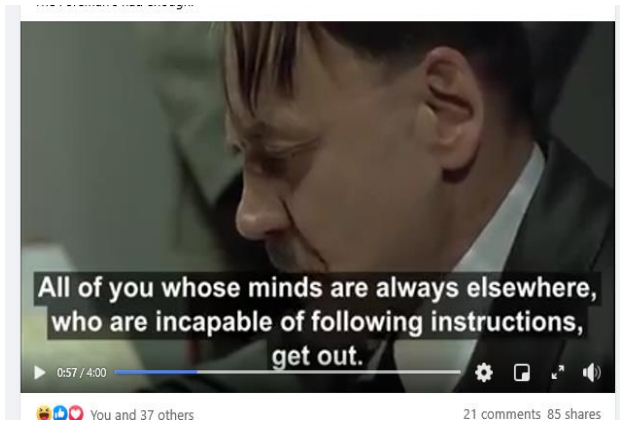 All of you whose minds are always elsewhere,
who are incapable of following instructions,
get out.
0:57 / 4:00
You and 37 others
21 comments 85 shares